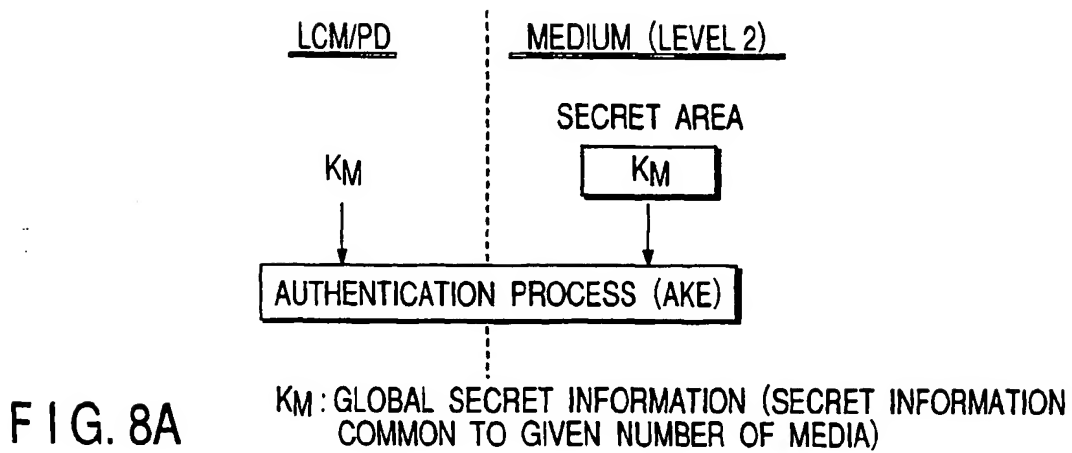 LCM/PD
MEDIUM (LEVEL 2)
SECRET AREA
KM
KM
AUTHENTICATION PROCESS (AKE)
KM : GLOBAL SECRET INFORMATION (SECRET INFORMATION
COMMON TO GIVEN NUMBER OF MEDIA)
FIG. 8A